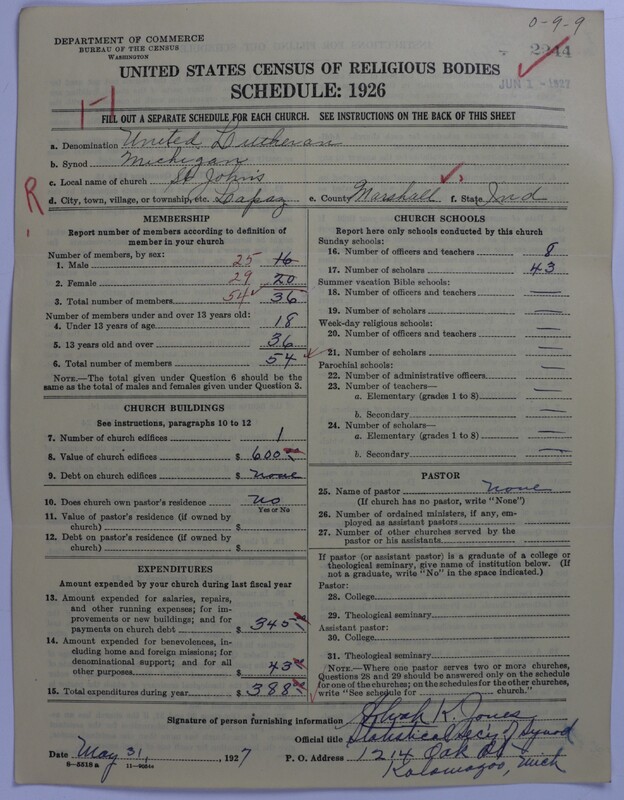 0-9-9
DEPARTMENT OF COMMERCE
BUREAU OF THE CENSUS
WASHINGTON
2244
JUN 1 - 1927
UNITED STATES CENSUS OF RELIGIOUS BODIES
SCHEDULE: 1926
1-1
FILL OUT A SEPARATE SCHEDULE FOR EACH CHURCH. SEE INSTRUCTIONS ON THE BACK OF THIS SHEET
a. Denomination United Lutheran
b. Synod Michigan
c. Local name of church St Johns
R
d. City, town, village, or township, etc. Lapaz e. County Marshall f. State Ind
MEMBERSHIP
Report number of members according to definition of
member in your church
Number of members, by sex:
1. Male 25 16
2. Female 29 20
3. Total number of members 54 36
Number of members under and over 13 years old:
4. Under 13 years of age 18
5. 13 years old and over 36
6. Total number of members 54
NOTE.—The total given under Question 6 should be the
same as the total of males and females given under Question 3.
CHURCH BUILDINGS
See instructions, paragraphs 10 to 12
7. Number of church edifices 1
8. Value of church edifices $ 600
9. Debt on church edifices $ none
10. Does church own pastor's residence no
Yes or No
11. Value of pastor's residence (if owned by
church) $
12. Debt on pastor's residence (if owned by
church) $
EXPENDITURES
Amount expended by your church during last fiscal year
13. Amount expended for salaries, repairs,
and other running expenses; for im-
provements or new buildings; and for
payments on church debt $ 345
14. Amount expended for benevolences, in-
cluding home and foreign missions; for
denominational support; and for all
other purposes $ 43
15. Total expenditures during year $ 388
CHURCH SCHOOLS
Report here only schools conducted by this church
Sunday schools:
16. Number of officers and teachers 8
17. Number of scholars 43
Summer vacation Bible schools:
18. Number of officers and teachers —
19. Number of scholars —
Week-day religious schools:
20. Number of officers and teachers —
21. Number of scholars —
Parochial schools:
22. Number of administrative officers —
23. Number of teachers—
a. Elementary (grades 1 to 8) —
b. Secondary —
24. Number of scholars—
a. Elementary (grades 1 to 8) —
b. Secondary —
PASTOR
25. Name of pastor none
(If church has no pastor, write "None")
26. Number of ordained ministers, if any, em-
ployed as assistant pastors
27. Number of other churches served by the
pastor or his assistants
If pastor (or assistant pastor) is a graduate of a college or
theological seminary, give name of institution below. (If
not a graduate, write "No" in the space indicated.)
Pastor:
28. College
29. Theological seminary
Assistant pastor:
30. College
31. Theological seminary
(NOTE.—Where one pastor serves two or more churches,
Questions 28 and 29 should be answered only on the schedule
for one of the churches; on the schedules for the other churches,
write "See schedule for church.")
Signature of person furnishing information K. Jones
Official title Statistical Secy of Synod
Date May 31, 1927 P. O. Address 1214 Oak St
Kalamazoo, Mich
8-5518 a